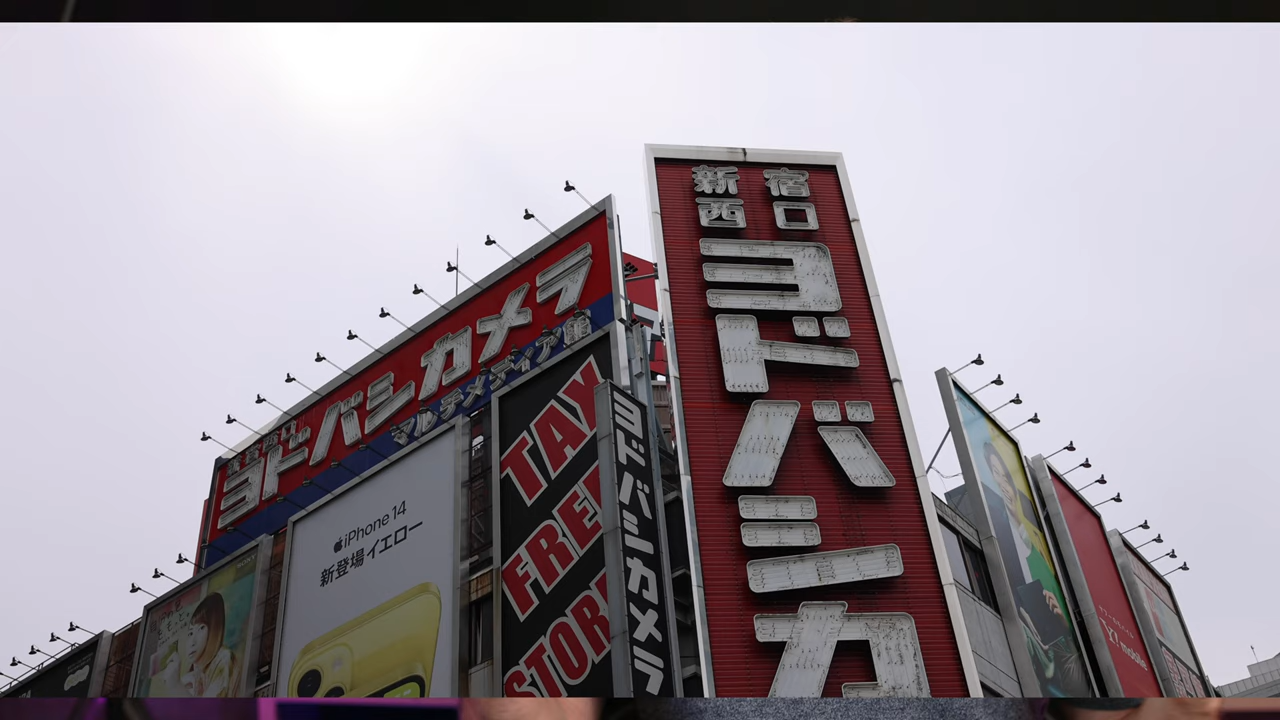 新宿
西口
ヨドバシカ
ヨドバシカメラ
マルチメディア館
iPhone 14
新登場イエロー
TAX
FREE
STORE
ヨドバシカメラ
Y! mobile